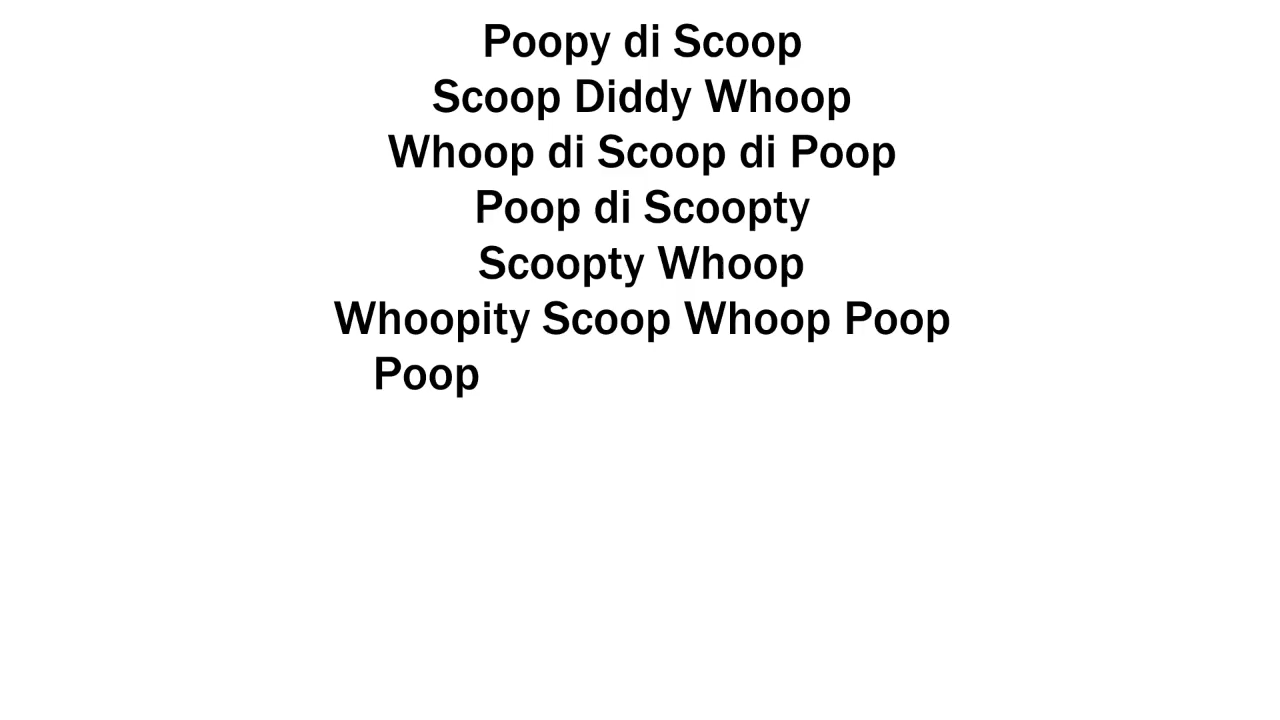 Poopy di Scoop
Scoop Diddy Whoop
Whoop di Scoop di Poop
Poop di Scoopty
Scoopty Whoop
Whoopity Scoop Whoop Poop
Poop